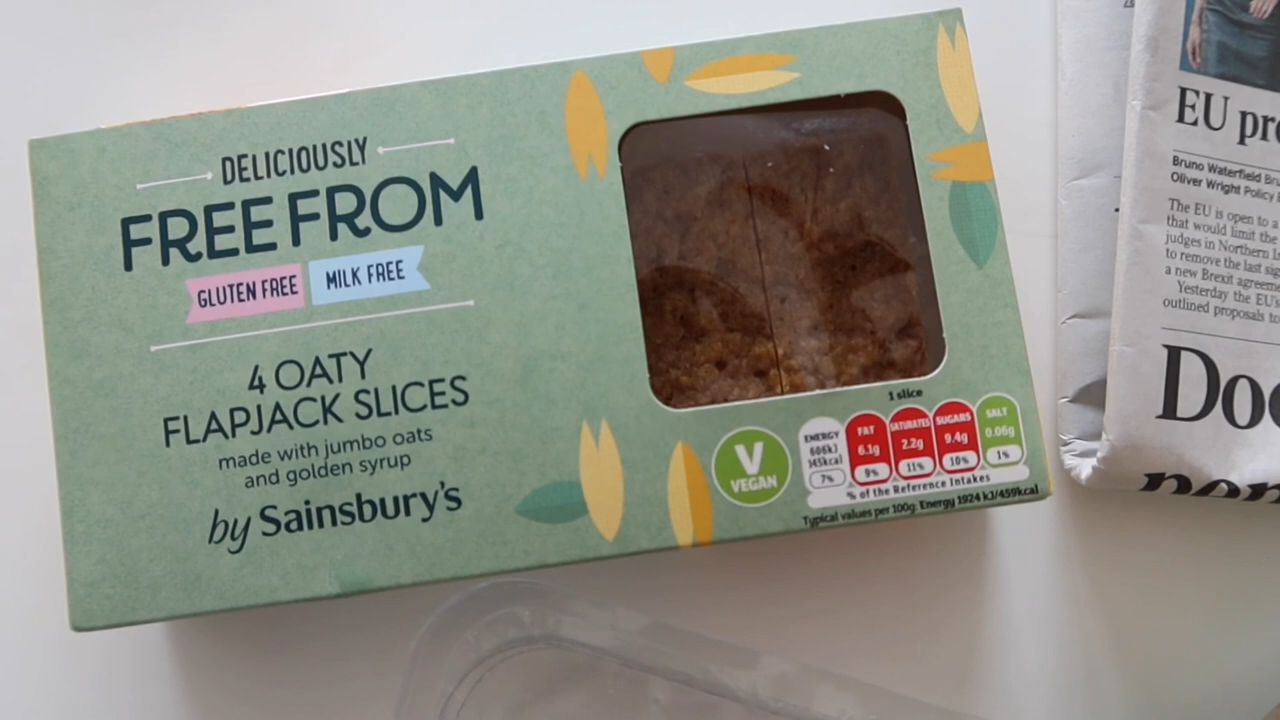 DELICIOUSLY
FREE FROM
GLUTEN FREE
MILK FREE
4 OATY
FLAPJACK SLICES
made with jumbo oats
and golden syrup
by Sainsbury's
V
VEGAN
1 slice
ENERGY
606kJ
145kcal
7%
FAT
6.1g
9%
SATURATES
2.2g
11%
SUGARS
9.4g
10%
SALT
0.06g
1%
% of the Reference Intakes
Typical values per 100g: Energy 1924 kJ/459kcal
EU pr
Bruno Waterfield Bru
Oliver Wright Policy
The EU is open to a
that would limit the
judges in Northern I
to remove the last sig
a new Brexit agreeme
Yesterday the EU's
outlined proposals to
Do